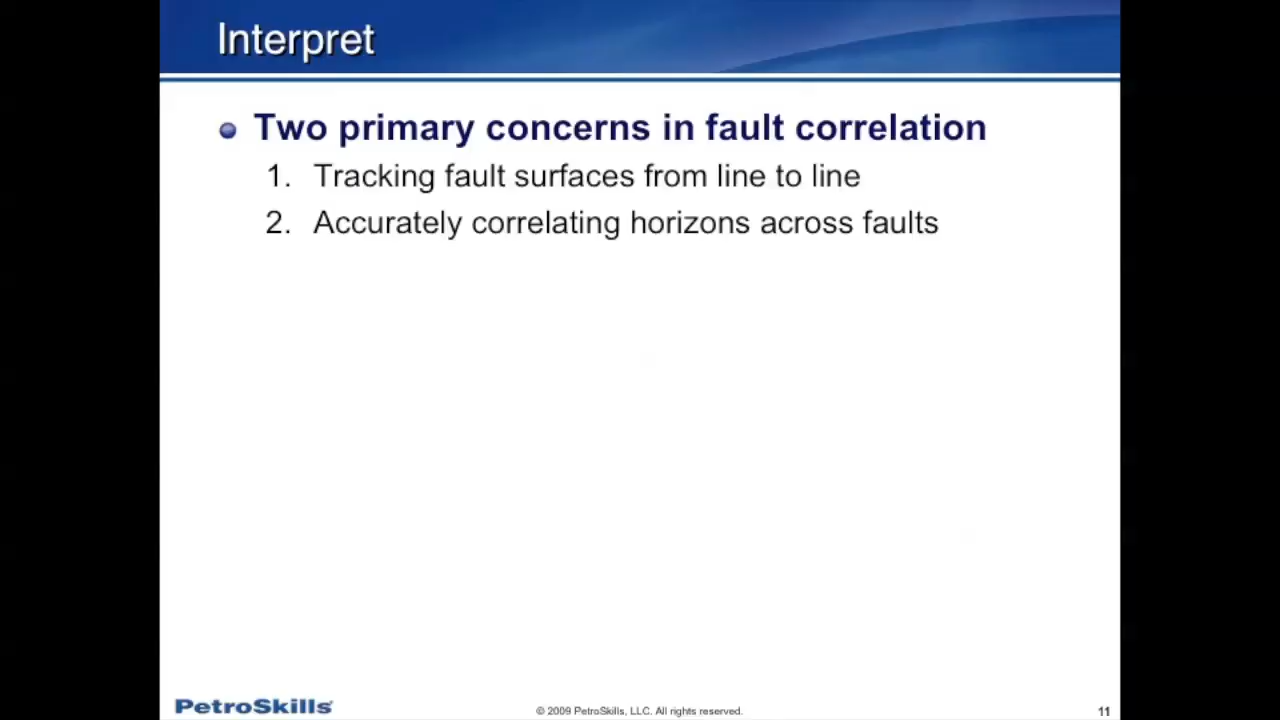 Interpret
Two primary concerns in fault correlation
1. Tracking fault surfaces from line to line
2. Accurately correlating horizons across faults
PetroSkills
© 2009 PetroSkills, LLC. All rights reserved.
11